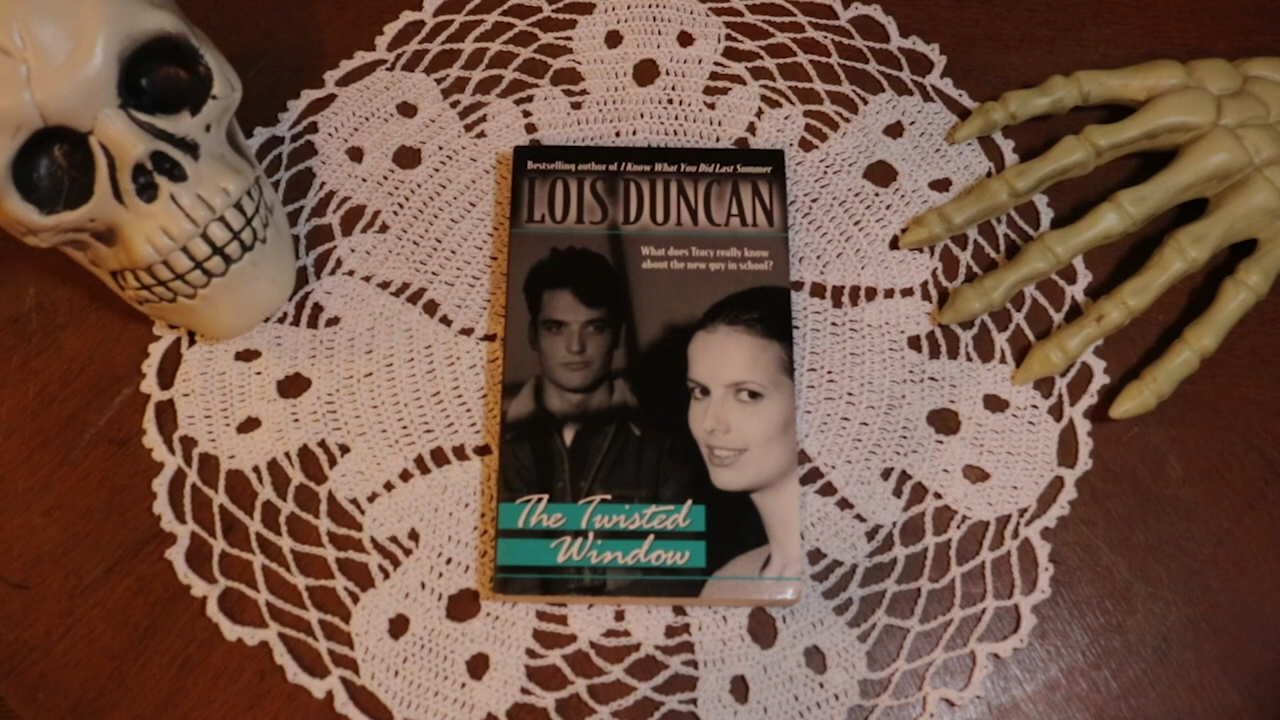 Bestselling author of I Know What You Did Last Summer
LOIS DUNCAN
What does Tracy really know
about the new guy in school?
The Twisted
Window